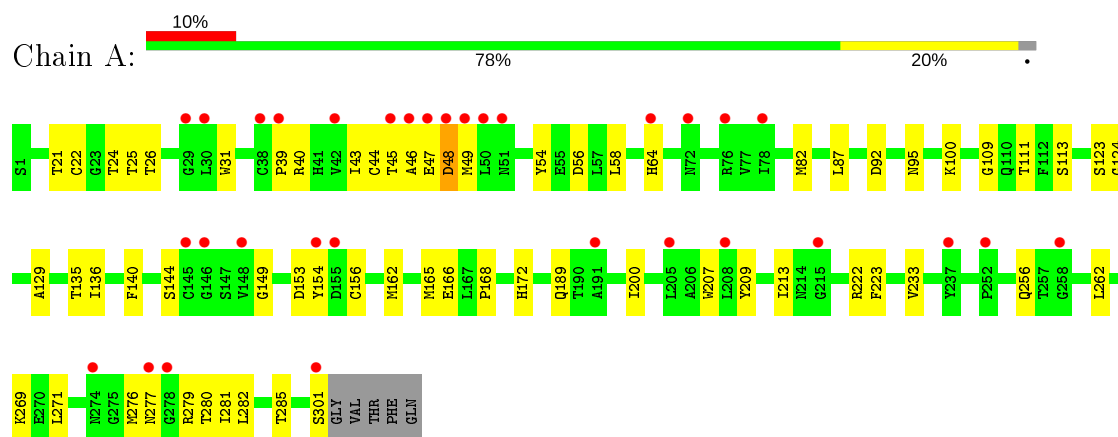 10%
Chain A:
78% 20% •
S1 T21 C22 G23 T24 T25 T26 G29 L30 W31 C38 P39 R40 H41 V42 I43 C44 T45 A46 E47 D48 M49 L50 N51 Y54 E55 D56 L57 L58 H64 N72 R76 V77 I78 M82 L87 D92 N95 K100 G109 Q110 T111 F112 S113 S123 G124
A129 T135 I136 F140 S144 C145 G146 S147 V148 G149 D153 Y154 D155 C156 M162 M165 E166 L167 P168 H172 Q189 T190 A191 I200 L205 A206 W207 L208 Y209 I213 N214 G215 R222 F223 V233 Y237 P252 Q256 T257 G258 L262
K269 E270 L271 N274 G275 M276 N277 G278 R279 T280 I281 L282 T285 S301 GLY VAL THR PHE GLN